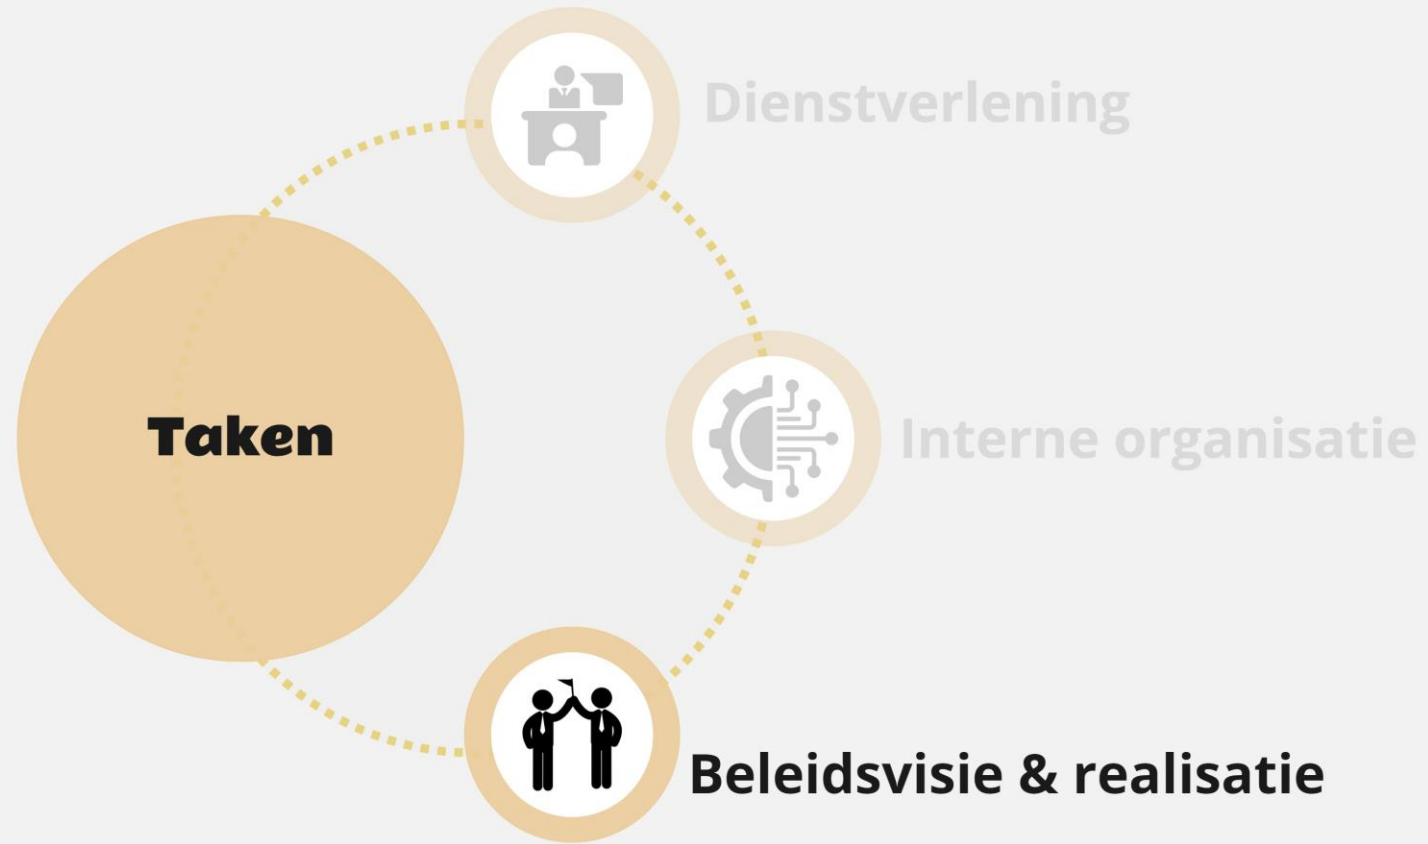 Dienstverlening
Taken
Interne organisatie
Beleidsvisie & realisatie